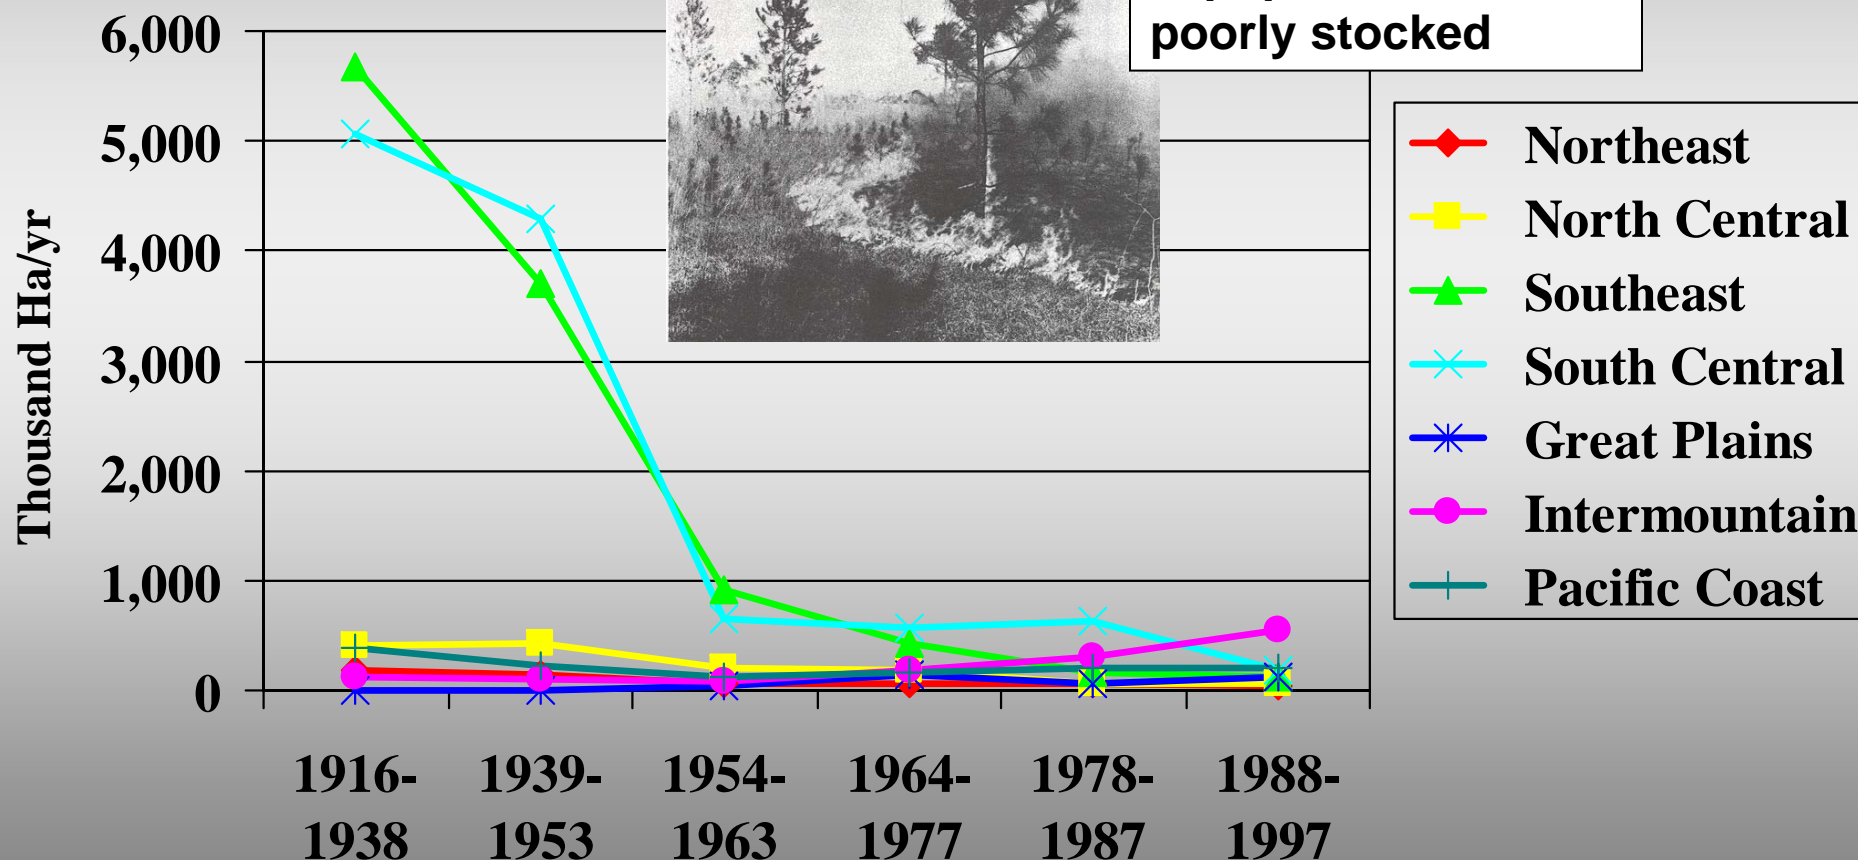 poorly stocked
6,000
5,000
4,000
3,000
2,000
1,000
0
Thousand Ha/yr
1916-
1938
1939-
1953
1954-
1963
1964-
1977
1978-
1987
1988-
1997
Northeast
North Central
Southeast
South Central
Great Plains
Intermountain
Pacific Coast